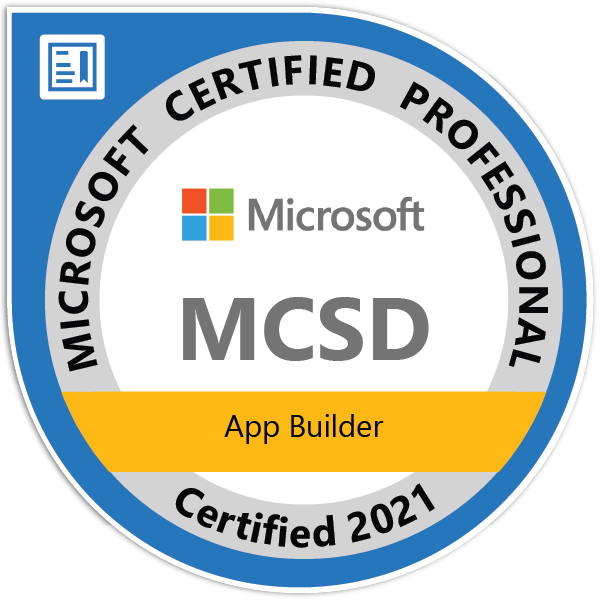 MICROSOFT CERTIFIED PROFESSIONAL
Microsoft
MCSD
App Builder
Certified 2021